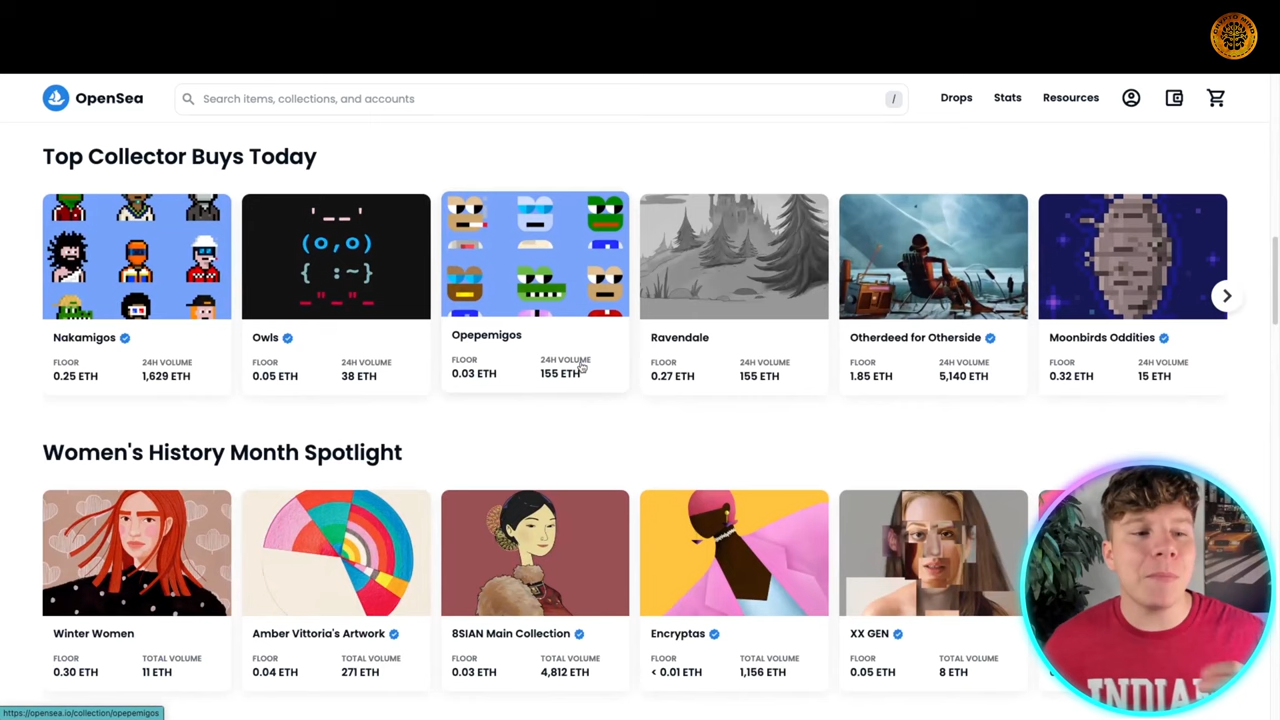 CRYPTO MIND
OpenSea
Search items, collections, and accounts
/
Drops
Stats
Resources
Top Collector Buys Today
Nakamigos
FLOOR
24H VOLUME
0.25 ETH
1,629 ETH
Owls
FLOOR
24H VOLUME
0.05 ETH
38 ETH
Opepemigos
FLOOR
24H VOLUME
0.03 ETH
155 ETH
Ravendale
FLOOR
24H VOLUME
0.27 ETH
155 ETH
Otherdeed for Otherside
FLOOR
24H VOLUME
1.85 ETH
5,140 ETH
Moonbirds Oddities
FLOOR
24H VOLUME
0.32 ETH
15 ETH
Women's History Month Spotlight
Winter Women
FLOOR
TOTAL VOLUME
0.30 ETH
11 ETH
Amber Vittoria's Artwork
FLOOR
TOTAL VOLUME
0.04 ETH
271 ETH
8SIAN Main Collection
FLOOR
TOTAL VOLUME
0.03 ETH
4,812 ETH
Encryptas
FLOOR
TOTAL VOLUME
< 0.01 ETH
1,156 ETH
XX GEN
FLOOR
TOTAL VOLUME
0.05 ETH
8 ETH
INDIA
https://opensea.io/collection/opepemigos